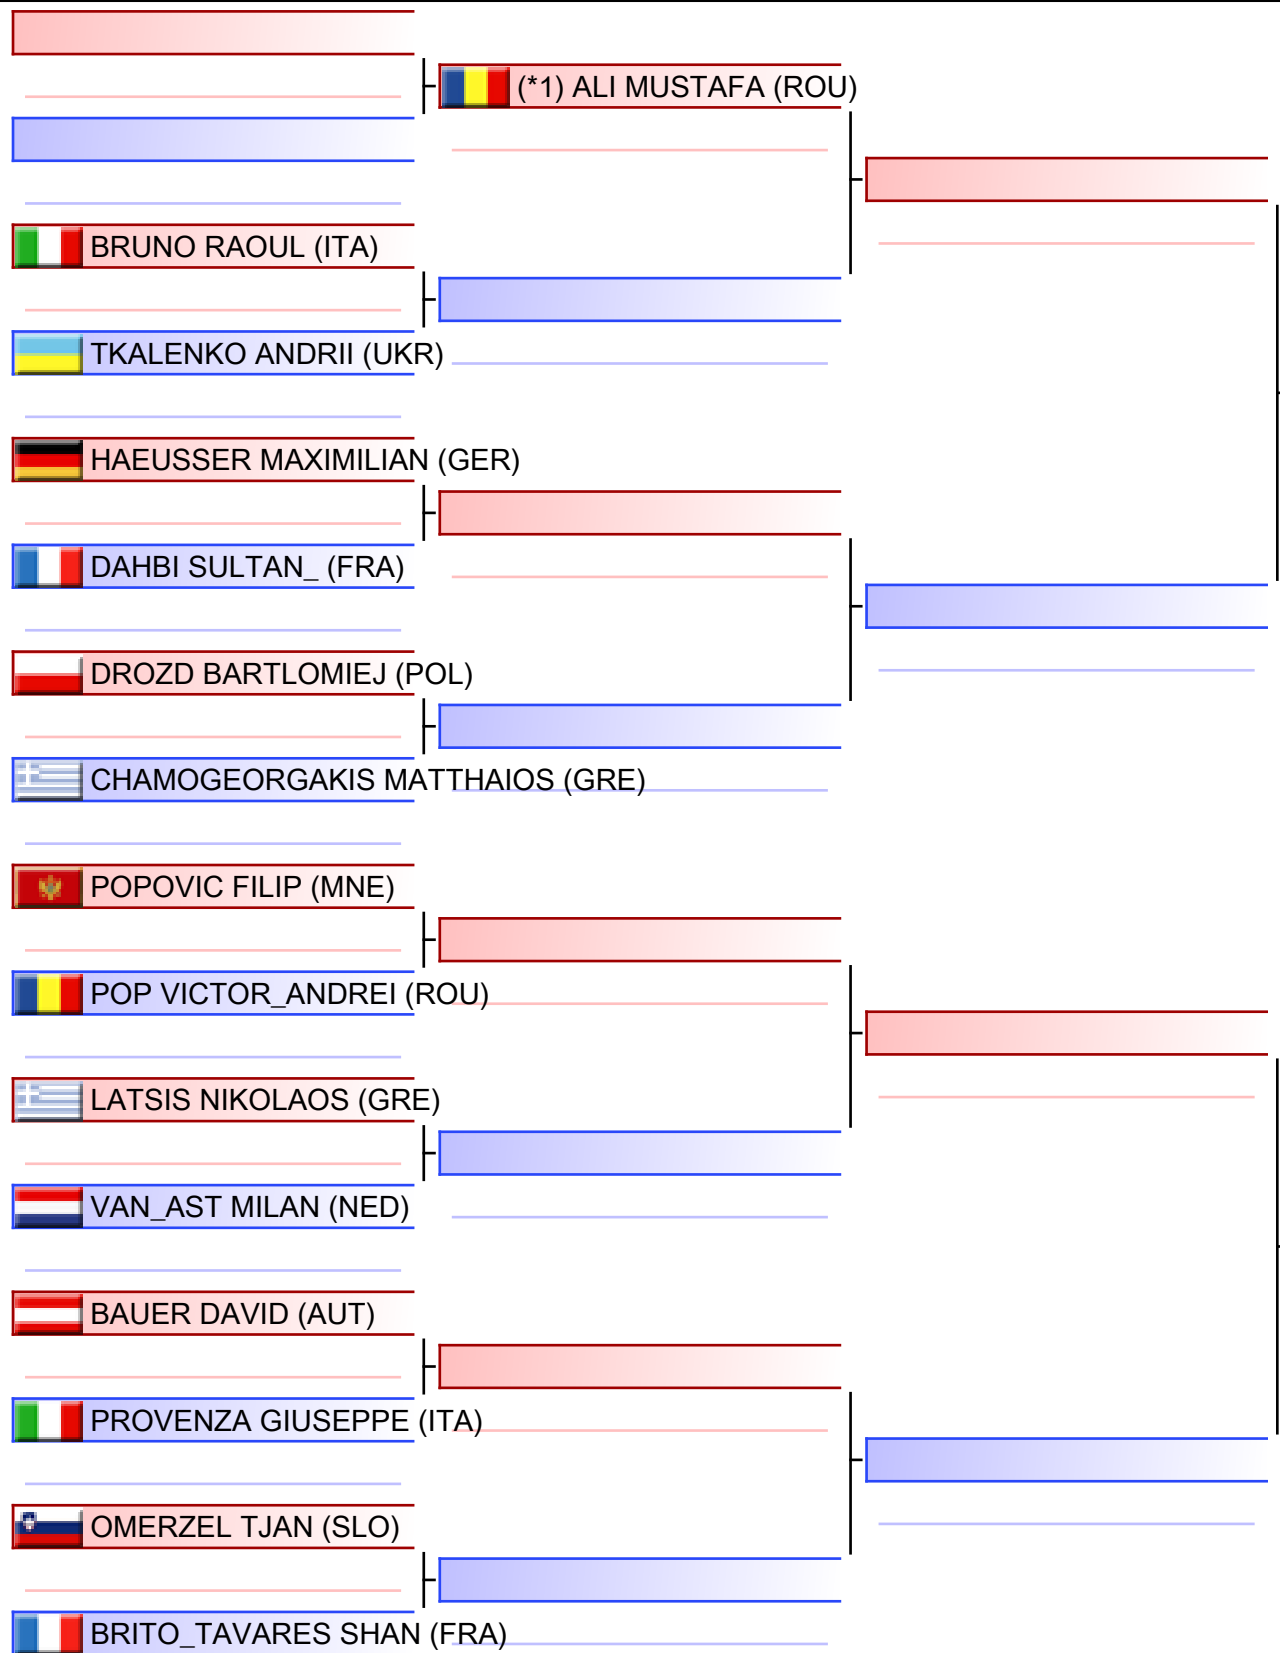 (*1) ALI MUSTAFA (ROU)
BRUNO RAOUL (ITA)
TKALENKO ANDRII (UKR)
HAEUSSER MAXIMILIAN (GER)
DAHBI SULTAN_ (FRA)
DROZD BARTLOMIEJ (POL)
CHAMOGEORGAKIS MATTHAIOS (GRE)
POPOVIC FILIP (MNE)
POP VICTOR_ANDREI (ROU)
LATSIS NIKOLAOS (GRE)
VAN_AST MILAN (NED)
BAUER DAVID (AUT)
PROVENZA GIUSEPPE (ITA)
OMERZEL TJAN (SLO)
BRITO_TAVARES SHAN (FRA)